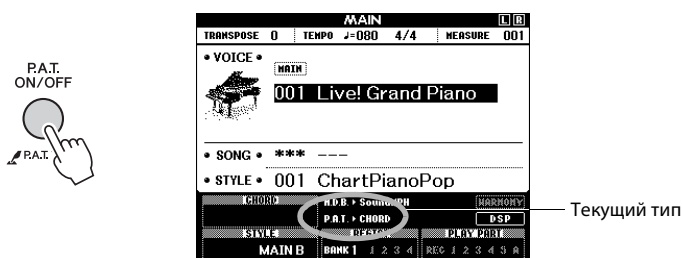 MAIN L R
TRANSPOSE 0 TEMPO ♩=080 4/4 MEASURE 001
P.A.T.
ON/OFF
P.A.T.
• VOICE •
MAIN
001 Live! Grand Piano
• SONG • *** ---
• STYLE • 001 ChartPianoPop
CHORD M.D.B. ▸ HARMONY
P.A.T. ▸ CHORD DSP
Текущий тип
STYLE PLAY PART
MAIN B BANK 1 1 2 3 4 REG 1 2 3 4 5 A